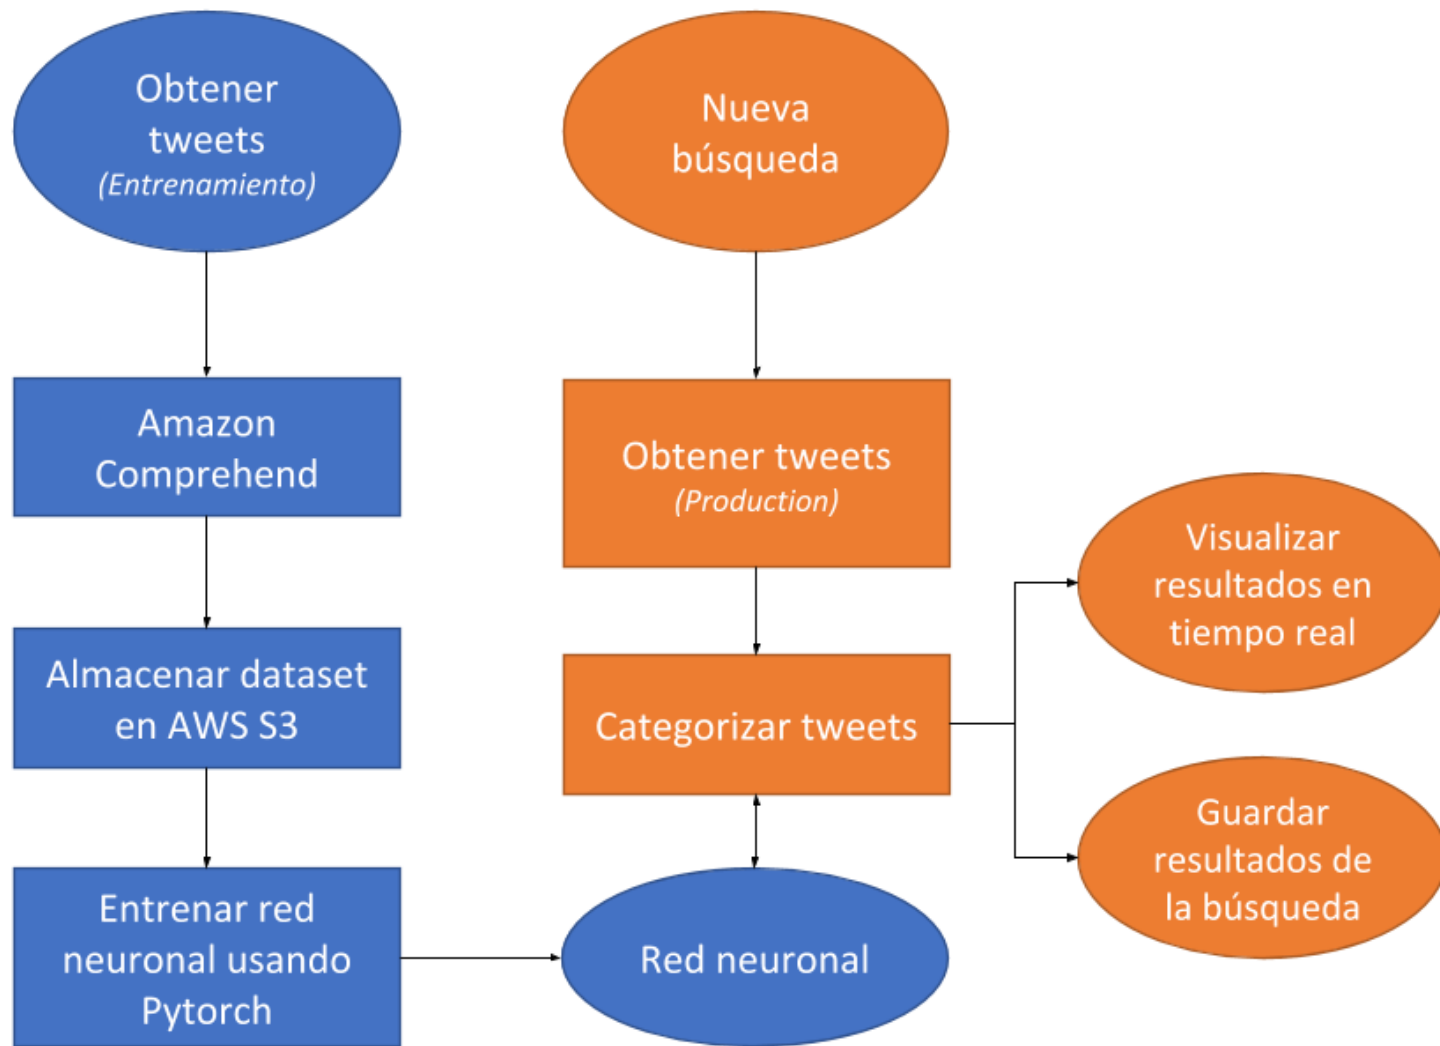 Obtener
tweets
(Entrenamiento)
Amazon
Comprehend
Almacenar dataset
en AWS S3
Entrenar red
neuronal usando
Pytorch
Red neuronal
Nueva
búsqueda
Obtener tweets
(Production)
Categorizar tweets
Visualizar
resultados en
tiempo real
Guardar
resultados de
la búsqueda